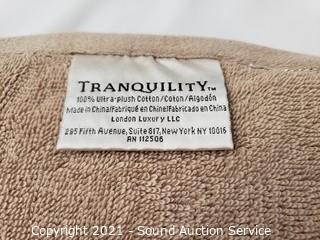 TRANQUILITY™
100% Ultra-plush Cotton/Coton/Algodón
Made in China/Fabriqué en Chine/Fabricado en China
London Luxury LLC
295 Fifth Avenue, Suite 817, New York NY 10016
RN 112506
Copyright 2021 - Sound Auction Service